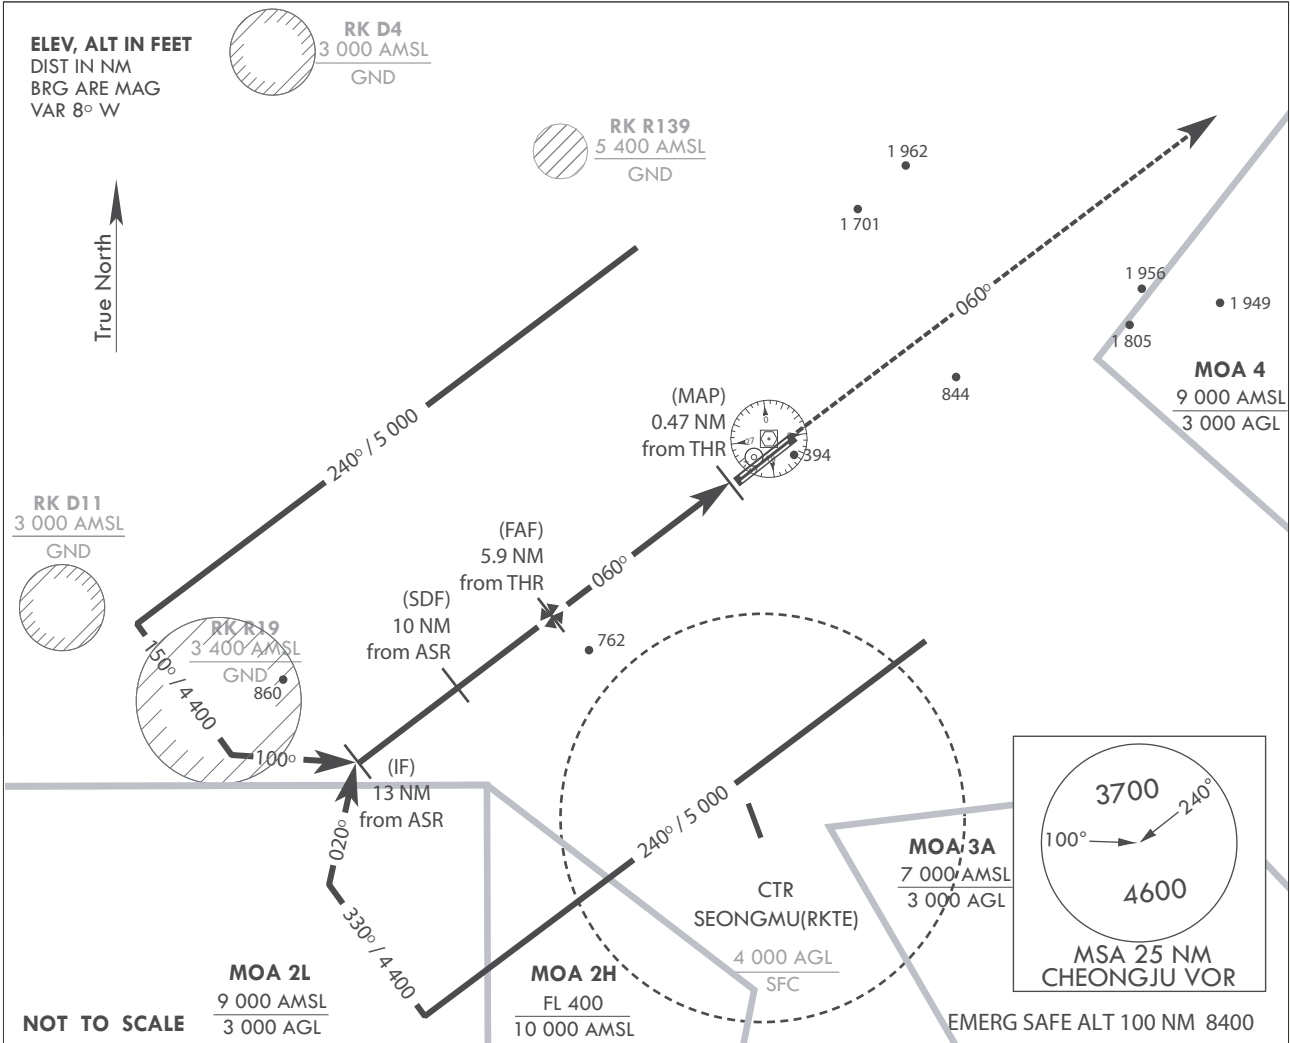 ELEV, ALT IN FEET
DIST IN NM
BRG ARE MAG
VAR 8° W
RK D4
3 000 AMSL
GND
RK R139
5 400 AMSL
GND
1 962
1 701
True North
060°
1 956
1 949
1 805
MOA 4
9 000 AMSL
3 000 AGL
844
(MAP)
0.47 NM
from THR
0
27
394
240° / 5 000
RK D11
3 000 AMSL
GND
(FAF)
5.9 NM
from THR
060°
(SDF)
10 NM
from ASR
762
RK R19
3 400 AMSL
GND
860
150° / 4 400
100°
(IF)
13 NM
from ASR
020°
330° / 4 400
240° / 5 000
CTR
SEONGMU(RKTE)
4 000 AGL
SFC
MOA 3A
7 000 AMSL
3 000 AGL
3700
240°
100°
4600
MSA 25 NM
CHEONGJU VOR
MOA 2L
9 000 AMSL
3 000 AGL
MOA 2H
FL 400
10 000 AMSL
NOT TO SCALE
EMERG SAFE ALT 100 NM 8400